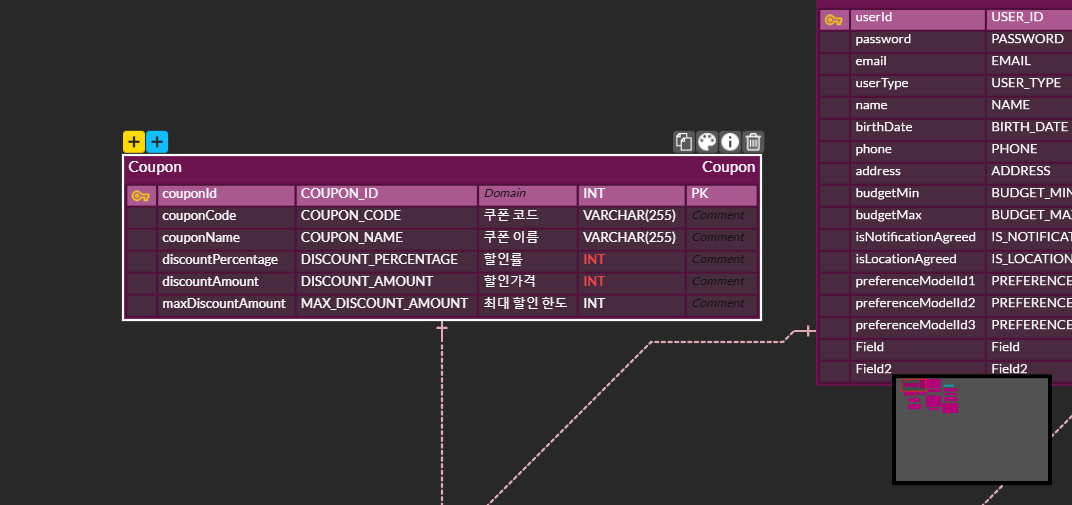 Coupon Coupon
couponId COUPON_ID Domain INT PK
couponCode COUPON_CODE 쿠폰 코드 VARCHAR(255) Comment
couponName COUPON_NAME 쿠폰 이름 VARCHAR(255) Comment
discountPercentage DISCOUNT_PERCENTAGE 할인률 INT Comment
discountAmount DISCOUNT_AMOUNT 할인가격 INT Comment
maxDiscountAmount MAX_DISCOUNT_AMOUNT 최대 할인 한도 INT Comment
userId USER_ID
password PASSWORD
email EMAIL
userType USER_TYPE
name NAME
birthDate BIRTH_DATE
phone PHONE
address ADDRESS
budgetMin BUDGET_MIN
budgetMax BUDGET_MA
isNotificationAgreed IS_NOTIFICAT
isLocationAgreed IS_LOCATION
preferenceModelId1 PREFERENCE
preferenceModelId2 PREFERENCE
preferenceModelId3 PREFERENCE
Field Field
Field2 Field2